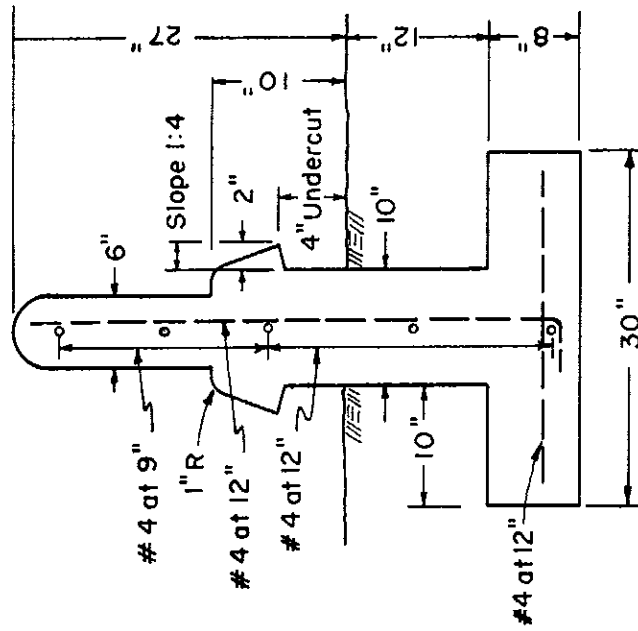 27"
12"
8"
10"
Slope 1:4
2"
4" Undercut
6"
10"
#4 at 9"
1" R
#4 at 12"
#4 at 12"
10"
30"
#4 at 12"